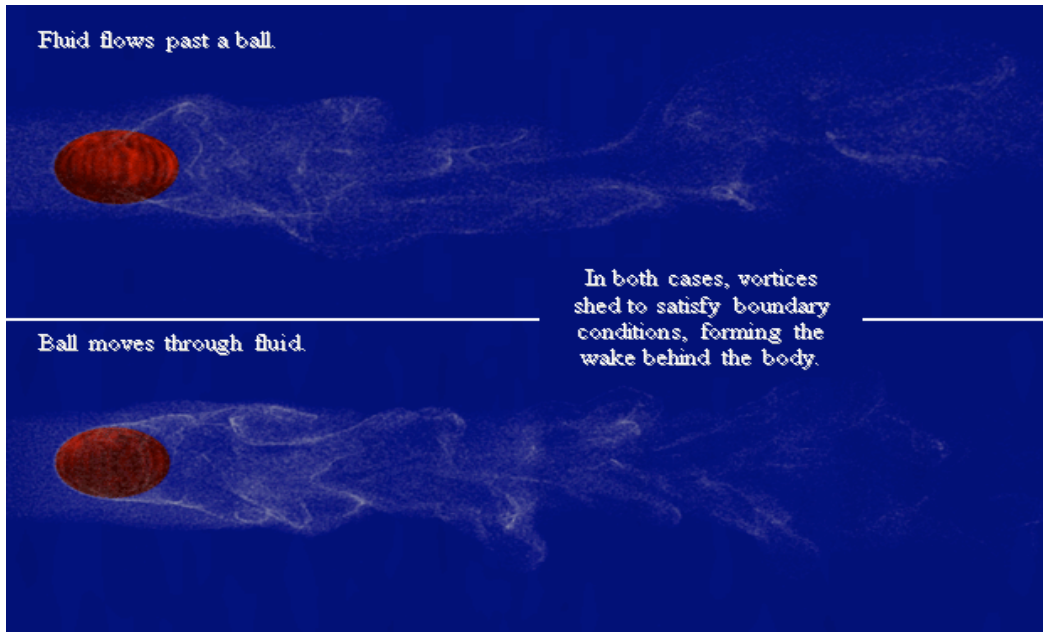 Fluid flows past a ball.
In both cases, vortices
shed to satisfy boundary
conditions, forming the
wake behind the body.
Ball moves through fluid.